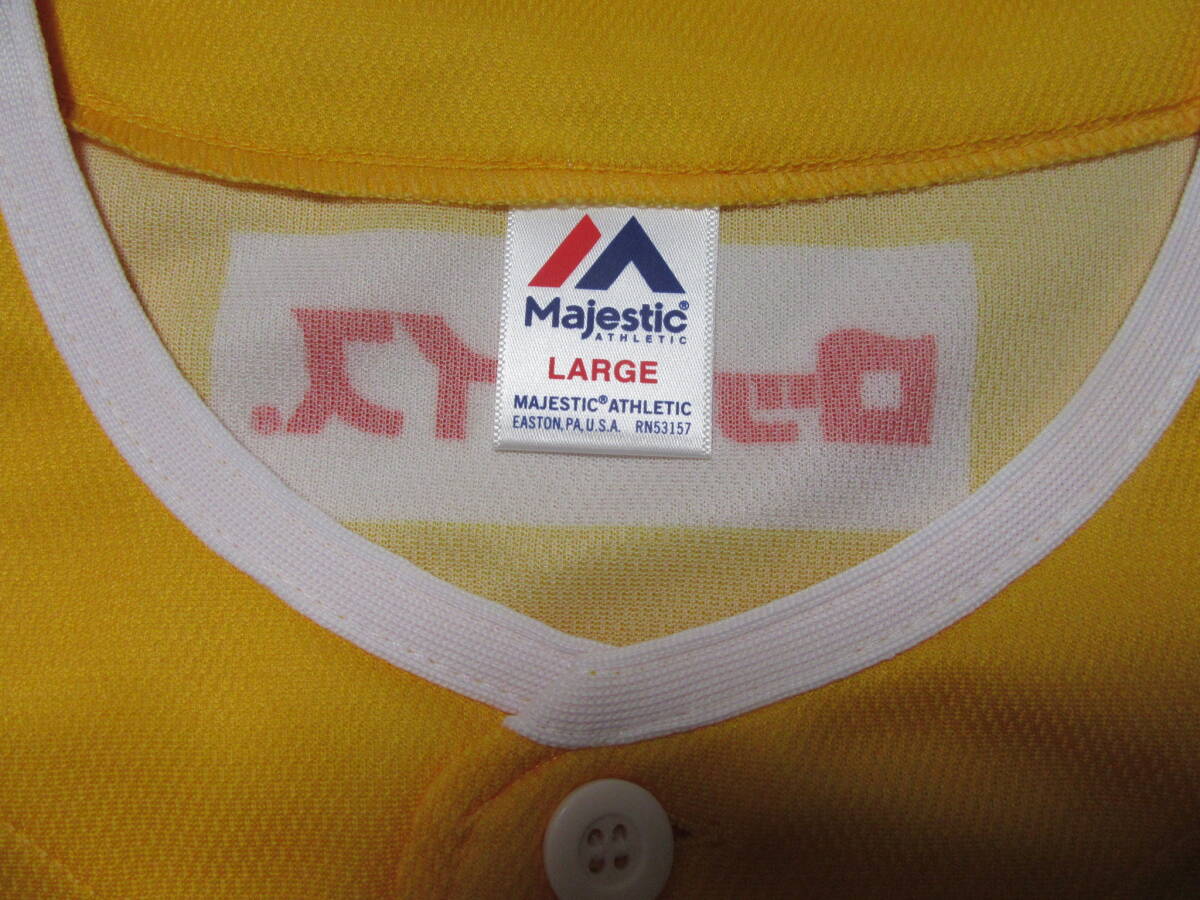 Majestic®
ATHLETIC
LARGE
MAJESTIC® ATHLETIC
EASTON, PA, U.S.A. RN53157